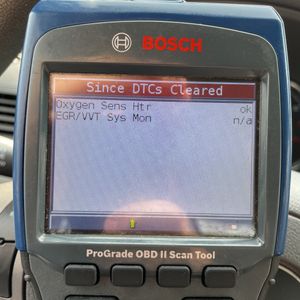 BOSCH
Since DTCs Cleared
Oxygen Sens Htr ok
EGR/VVT Sys Mon n/a
ProGrade OBD II Scan Tool